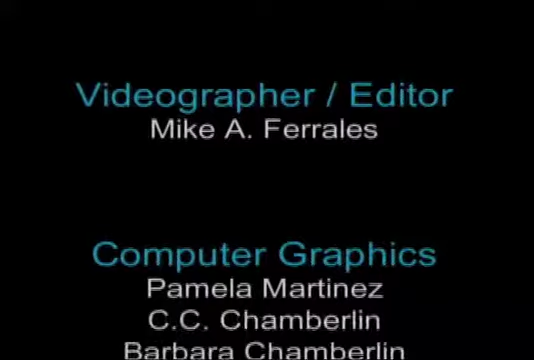 Videographer / Editor
Mike A. Ferrales
Computer Graphics
Pamela Martinez
C.C. Chamberlin
Barbara Chamberlin